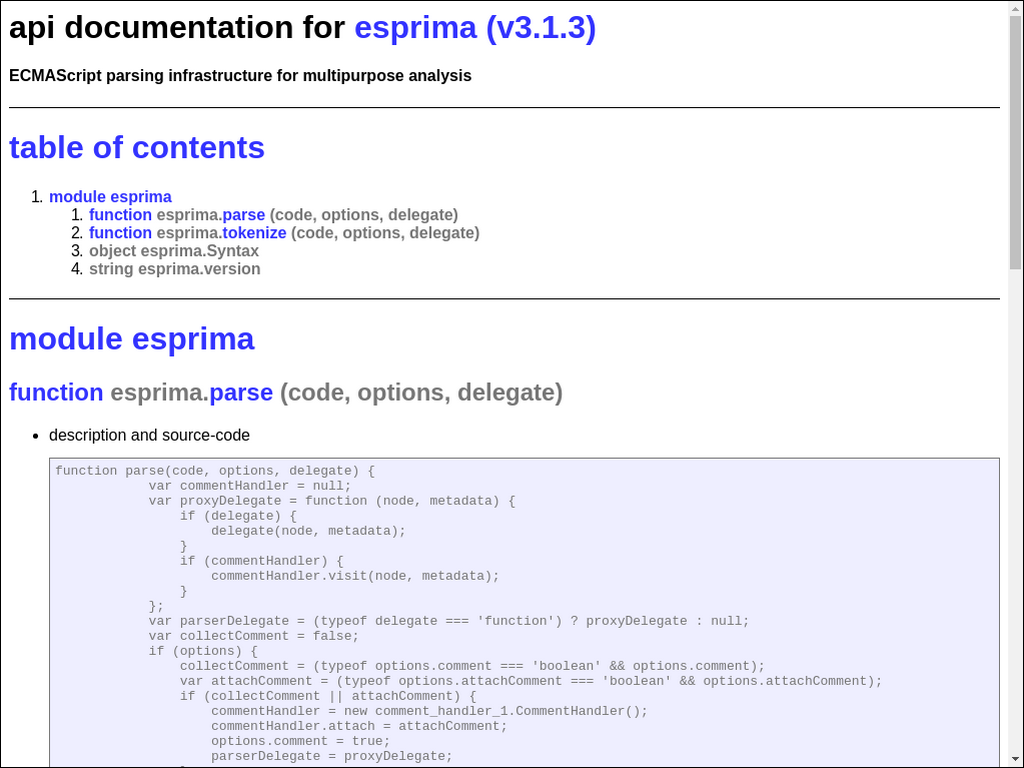 api documentation for esprima (v3.1.3)
ECMAScript parsing infrastructure for multipurpose analysis
table of contents
1. module esprima
1. function esprima.parse (code, options, delegate)
2. function esprima.tokenize (code, options, delegate)
3. object esprima.Syntax
4. string esprima.version
module esprima
function esprima.parse (code, options, delegate)
• description and source-code
function parse(code, options, delegate) {
            var commentHandler = null;
            var proxyDelegate = function (node, metadata) {
                if (delegate) {
                    delegate(node, metadata);
                }
                if (commentHandler) {
                    commentHandler.visit(node, metadata);
                }
            };
            var parserDelegate = (typeof delegate === 'function') ? proxyDelegate : null;
            var collectComment = false;
            if (options) {
                collectComment = (typeof options.comment === 'boolean' && options.comment);
                var attachComment = (typeof options.attachComment === 'boolean' && options.attachComment);
                if (collectComment || attachComment) {
                    commentHandler = new comment_handler_1.CommentHandler();
                    commentHandler.attach = attachComment;
                    options.comment = true;
                    parserDelegate = proxyDelegate;